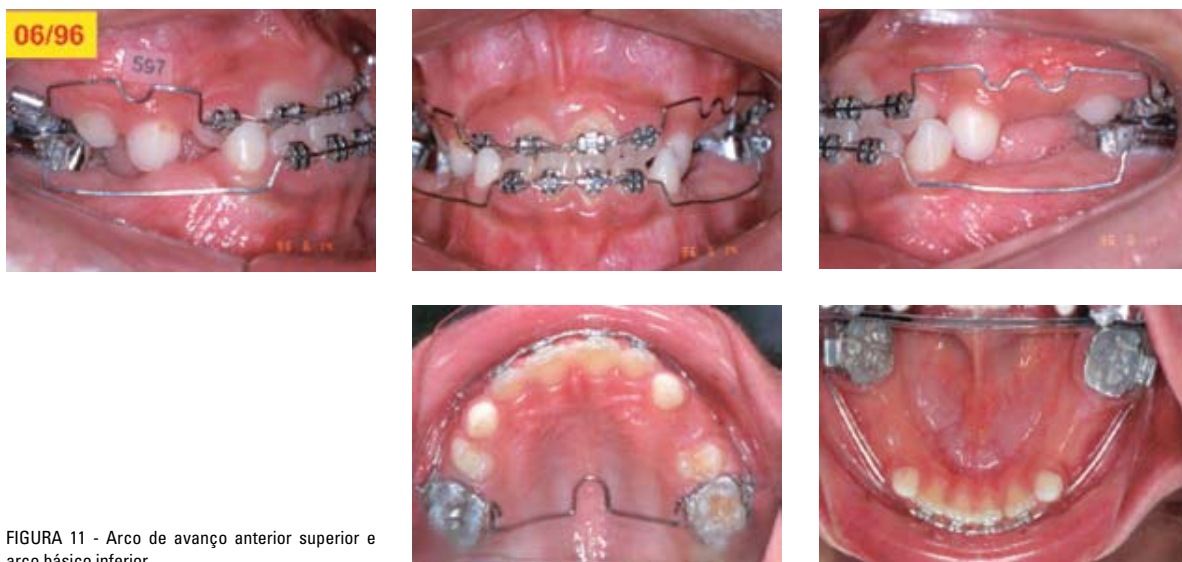 06/96
597
FIGURA 11 - Arco de avanço anterior superior e
arco básico inferior